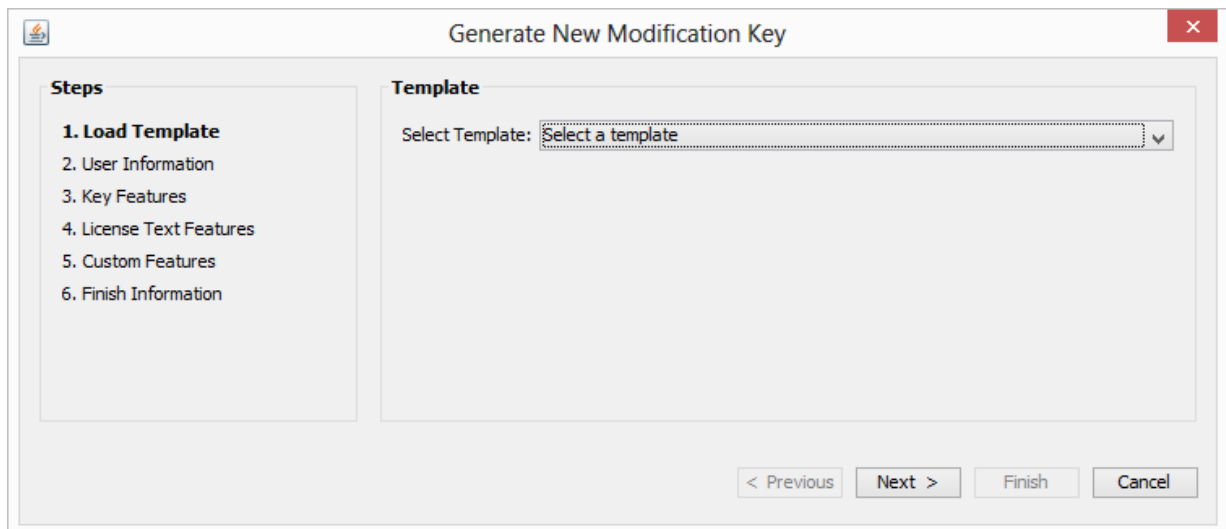 Generate New Modification Key
Steps
1. Load Template
2. User Information
3. Key Features
4. License Text Features
5. Custom Features
6. Finish Information
Template
Select Template: Select a template
< Previous Next > Finish Cancel